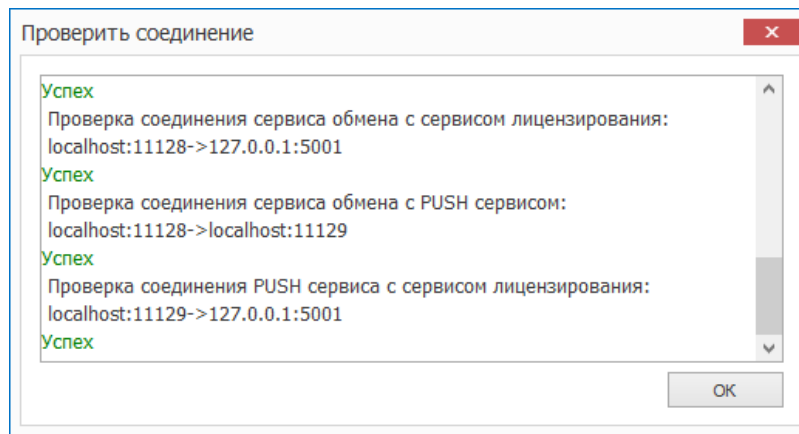 Проверить соединение
Успех
Проверка соединения сервиса обмена с сервисом лицензирования:
localhost:11128->127.0.0.1:5001
Успех
Проверка соединения сервиса обмена с PUSH сервисом:
localhost:11128->localhost:11129
Успех
Проверка соединения PUSH сервиса с сервисом лицензирования:
localhost:11129->127.0.0.1:5001
Успех
ОК